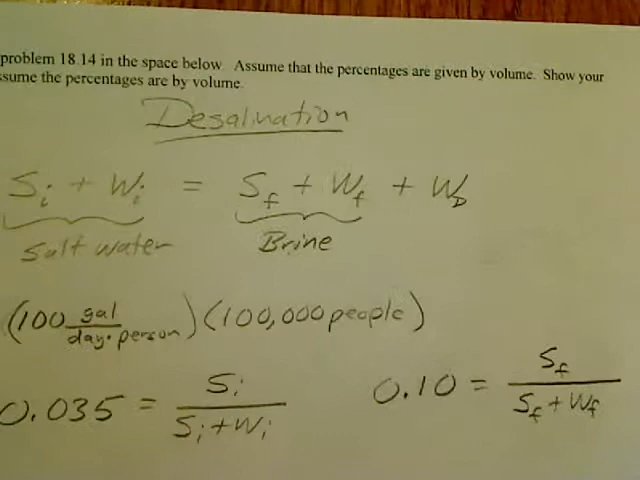 problem 18.14 in the space below. Assume that the percentages are given by volume. Show your
ssume the percentages are by volume.
Desalination
Si + Wi = Sf + Wf + WD
Salt water Brine
(100 gal/day·person)(100,000 people)
0.035 = Si/(Si+Wi) 0.10 = Sf/(Sf+Wf)